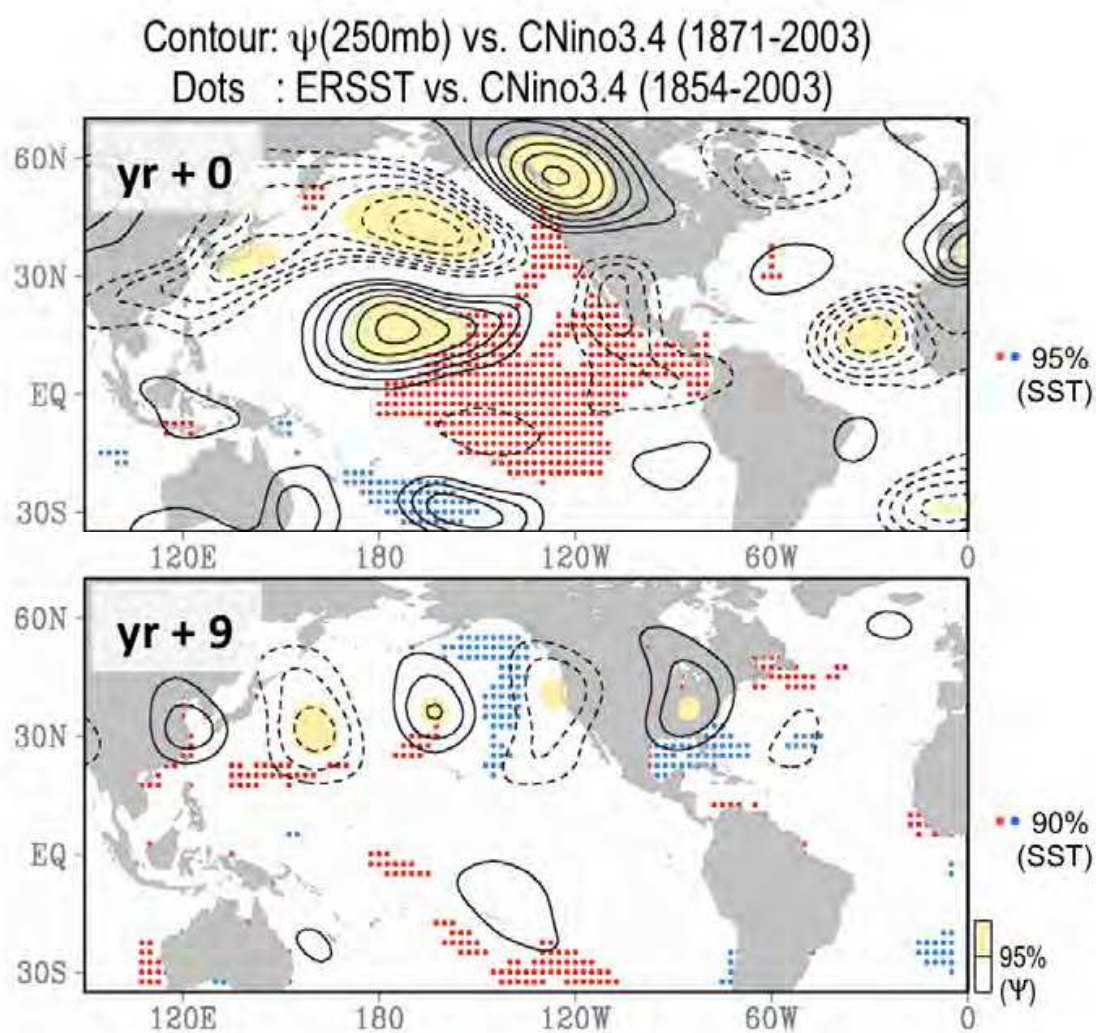 Contour: ψ(250mb) vs. CNino3.4 (1871-2003)
Dots : ERSST vs. CNino3.4 (1854-2003)
yr + 0
60N
30N
EQ
30S
120E 180 120W 60W 0
95%
(SST)
yr + 9
60N
30N
EQ
30S
120E 180 120W 60W 0
90%
(SST)
95%
(Ψ)